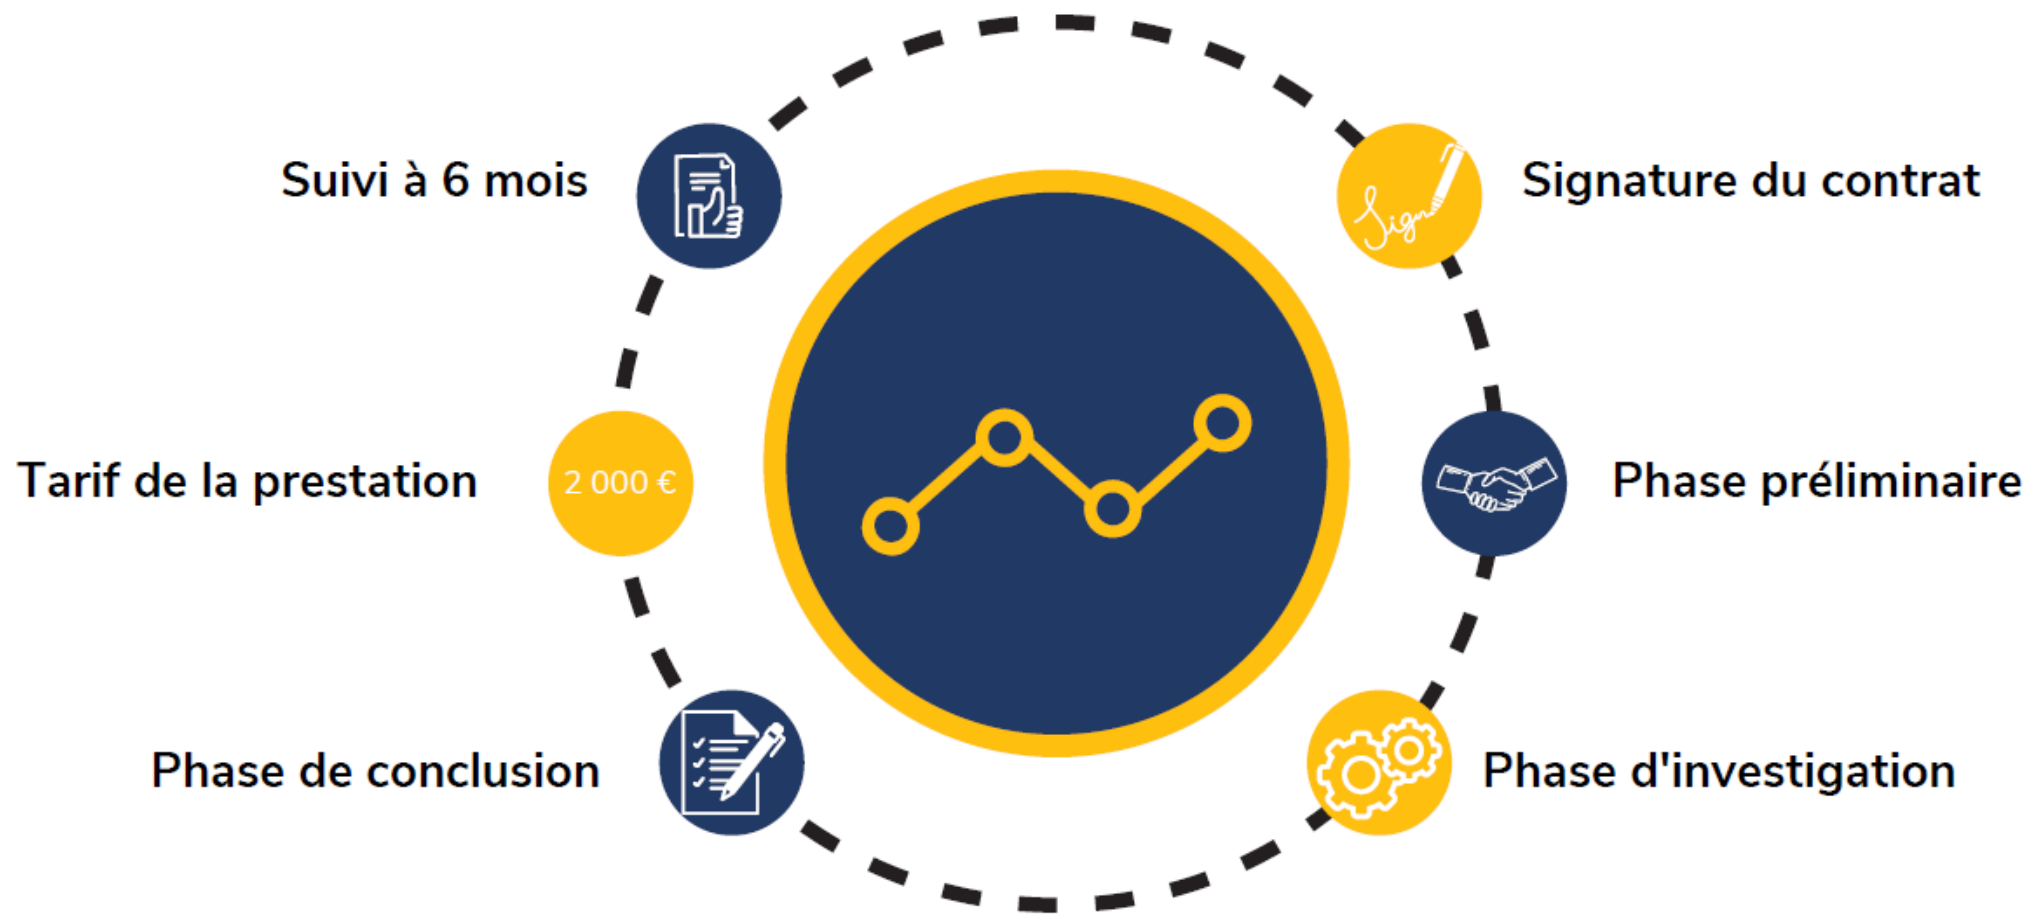 Suivi à 6 mois
Signature du contrat
Sign
Tarif de la prestation
2 000 €
Phase préliminaire
Phase de conclusion
Phase d'investigation